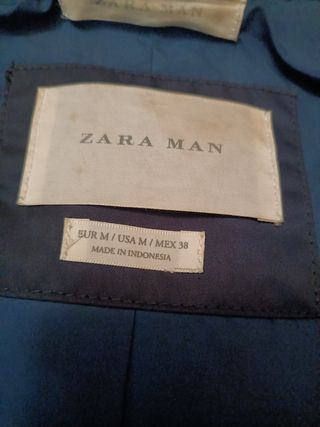 ZARA MAN
ZARA MAN
EUR M / USA M / MEX 38
MADE IN INDONESIA